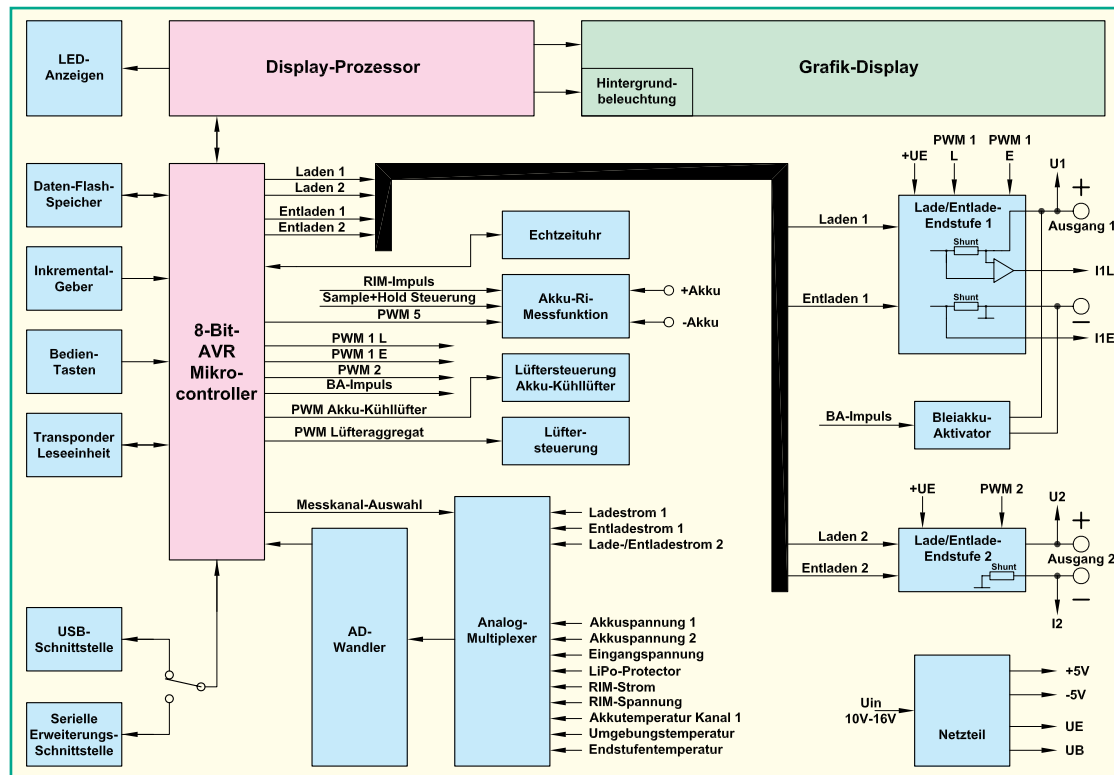 LED-
Anzeigen
Display-Prozessor
Grafik-Display
Hintergrund-
beleuchtung
Daten-Flash-
Speicher
Inkremental-
Geber
Bedien-
Tasten
Transponder
Leseeinheit
8-Bit-
AVR
Mikro-
controller
Laden 1
Laden 2
Entladen 1
Entladen 2
Echtzeituhr
RIM-Impuls
Sample+Hold Steuerung
PWM 5
Akku-Ri-
Messfunktion
+Akku
-Akku
PWM 1 L
PWM 1 E
PWM 2
BA-Impuls
PWM Akku-Kühllüfter
Lüftersteuerung
Akku-Kühllüfter
PWM Lüfteraggregat
Lüfter-
steuerung
+UE
PWM 1
L
PWM 1
E
U1
+
Laden 1
Lade/Entlade-
Endstufe 1
Ausgang 1
Shunt
I1L
Entladen 1
Shunt
–
I1E
BA-Impuls
Bleiakku-
Aktivator
Messkanal-Auswahl
AD-
Wandler
Analog-
Multiplexer
Ladestrom 1
Entladestrom 1
Lade-/Entladestrom 2
Akkuspannung 1
Akkuspannung 2
Eingangspannung
LiPo-Protector
RIM-Strom
RIM-Spannung
Akkutemperatur Kanal 1
Umgebungstemperatur
Endstufentemperatur
+UE
PWM 2
U2
+
Laden 2
Lade/Entlade-
Endstufe 2
Ausgang 2
Entladen 2
Shunt
–
I2
USB-
Schnittstelle
Serielle
Erweiterungs-
Schnittstelle
Uin
10V-16V
Netzteil
+5V
-5V
UE
UB